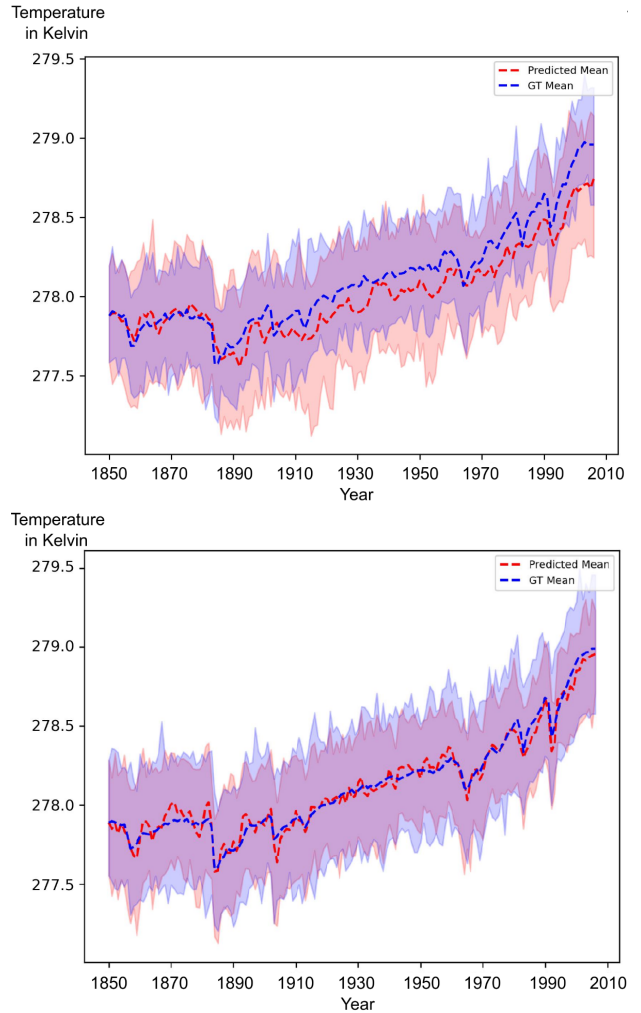 Temperature
in Kelvin
279.5
279.0
278.5
278.0
277.5
Predicted Mean
GT Mean
1850 1870 1890 1910 1930 1950 1970 1990 2010
Year
Temperature
in Kelvin
279.5
279.0
278.5
278.0
277.5
Predicted Mean
GT Mean
1850 1870 1890 1910 1930 1950 1970 1990 2010
Year